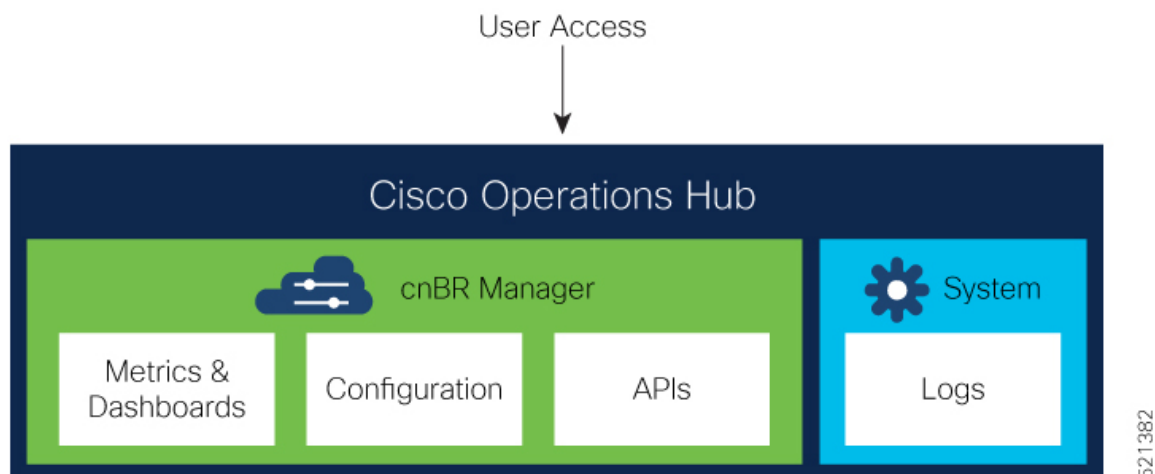 User Access
Cisco Operations Hub
cnBR Manager
System
Metrics &
Dashboards
Configuration
APIs
Logs
521382